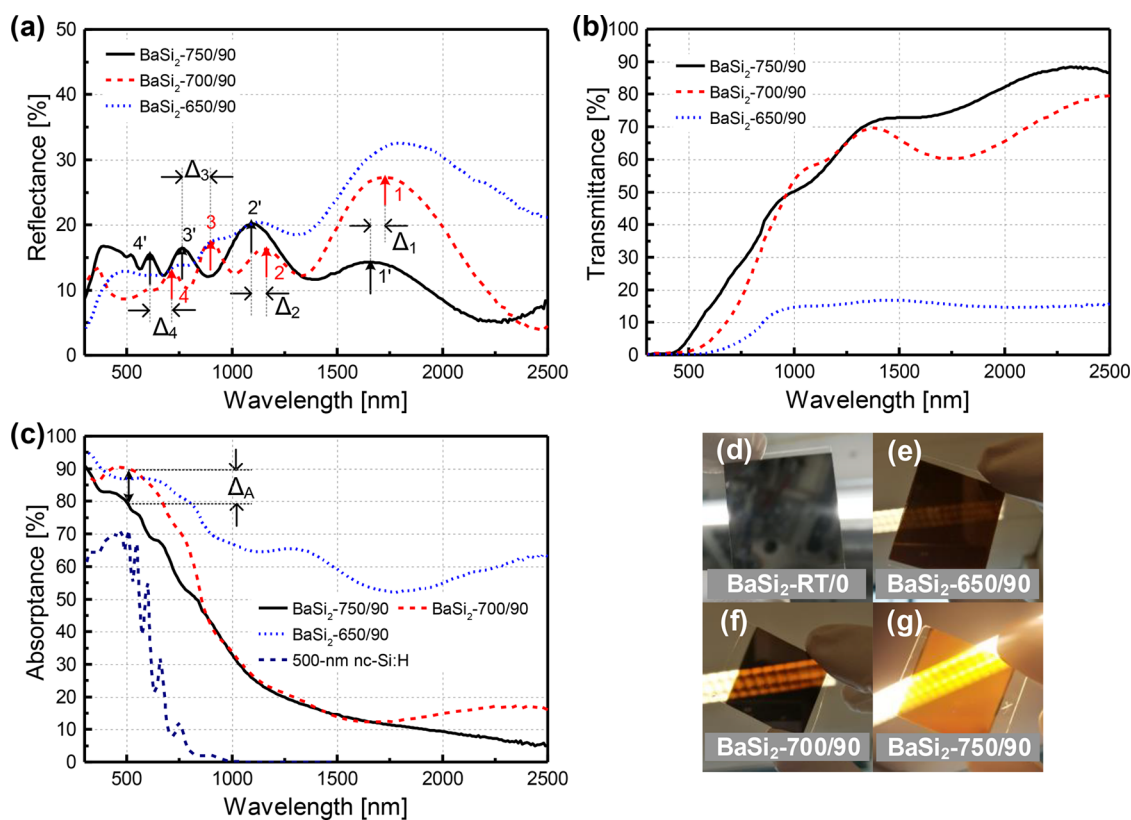 (a)
50
40
30
20
10
0
Reflectance [%]
BaSi₂-750/90
BaSi₂-700/90
BaSi₂-650/90
Δ₃
4'
3'
3
2'
1
Δ₁
4
2
1'
Δ₄
Δ₂
500
1000
1500
2000
2500
Wavelength [nm]
(b)
100
90
80
70
60
50
40
30
20
10
0
Transmittance [%]
BaSi₂-750/90
BaSi₂-700/90
BaSi₂-650/90
500
1000
1500
2000
2500
Wavelength [nm]
(c)
100
90
80
70
60
50
40
30
20
10
0
Absorptance [%]
Δ_A
BaSi₂-750/90 BaSi₂-700/90
BaSi₂-650/90
500-nm nc-Si:H
500
1000
1500
2000
2500
Wavelength [nm]
(d)
BaSi₂-RT/0
(e)
BaSi₂-650/90
(f)
BaSi₂-700/90
(g)
BaSi₂-750/90